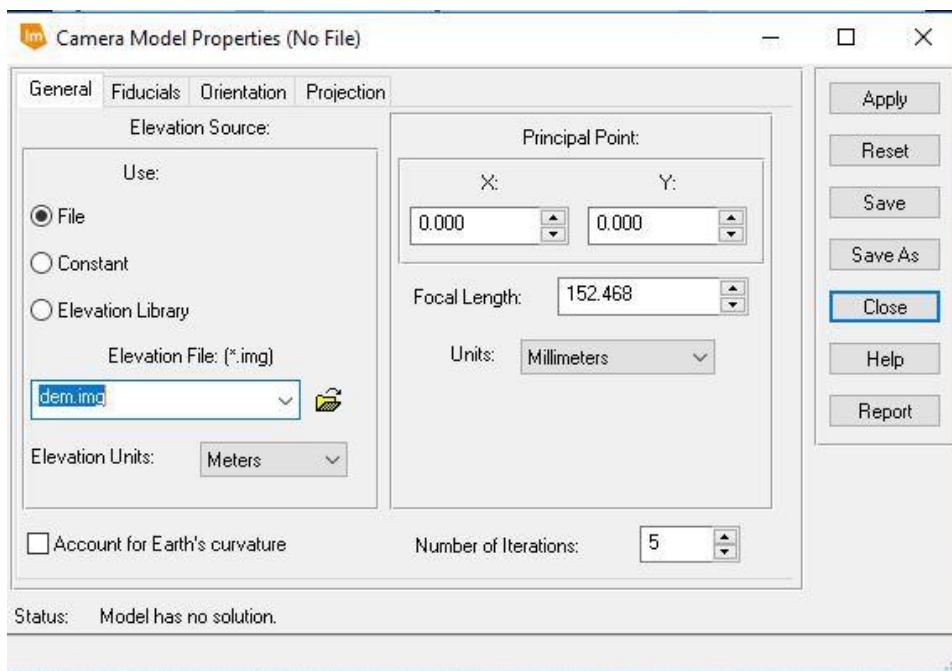 Im Camera Model Properties (No File)
General Fiducials Orientation Projection
Elevation Source:
Use:
File
Constant
Elevation Library
Elevation File: (*.img)
dem.img
Elevation Units: Meters
Account for Earth's curvature
Principal Point:
X: Y:
0.000 0.000
Focal Length: 152.468
Units: Millimeters
Number of Iterations: 5
Apply
Reset
Save
Save As
Close
Help
Report
Status: Model has no solution.